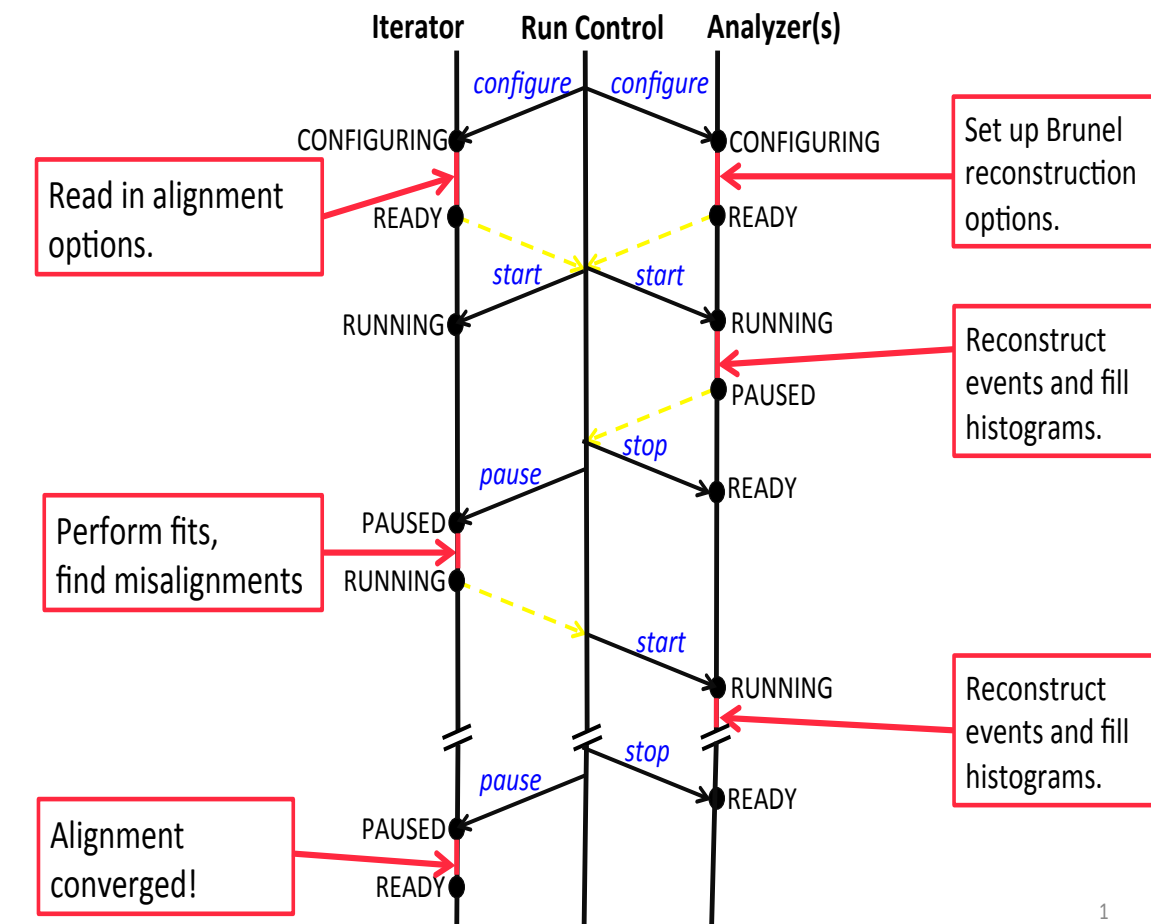 Iterator Run Control Analyzer(s)
configure configure
CONFIGURING CONFIGURING
Set up Brunel
reconstruction
options.
Read in alignment
options.
READY READY
start start
RUNNING RUNNING
Reconstruct
events and fill
histograms.
PAUSED
stop
pause
READY
PAUSED
Perform fits,
find misalignments
RUNNING
start
RUNNING
Reconstruct
events and fill
histograms.
stop
pause
READY
PAUSED
Alignment
converged!
READY
1